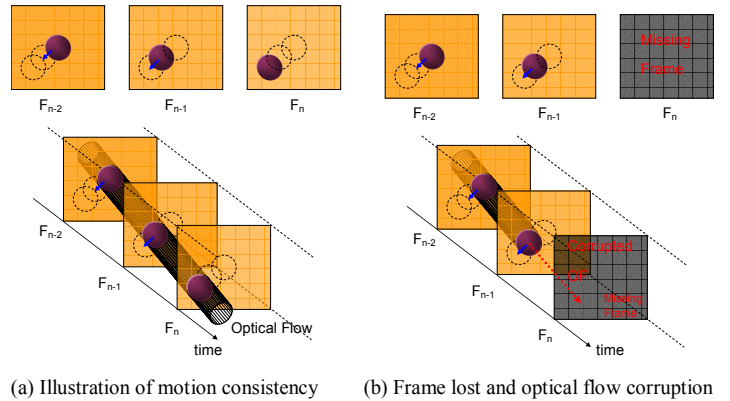 Missing
Frame
Fn-2
Fn-1
Fn
Fn-2
Fn-1
Fn
Fn-2
Fn-1
Fn
Optical Flow
time
Fn-2
Fn-1
Fn
Corrupted
OF
Missing
Frame
time
(a) Illustration of motion consistency
(b) Frame lost and optical flow corruption